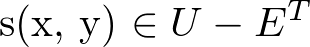 s(x, y) ∈ U − E^T